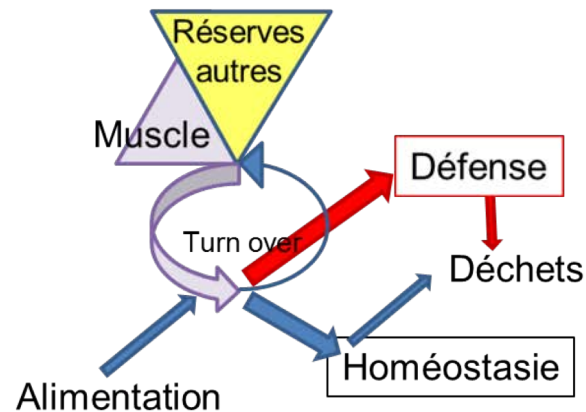 Réserves
autres
Muscle
Défense
Turn over
Déchets
Homéostasie
Alimentation